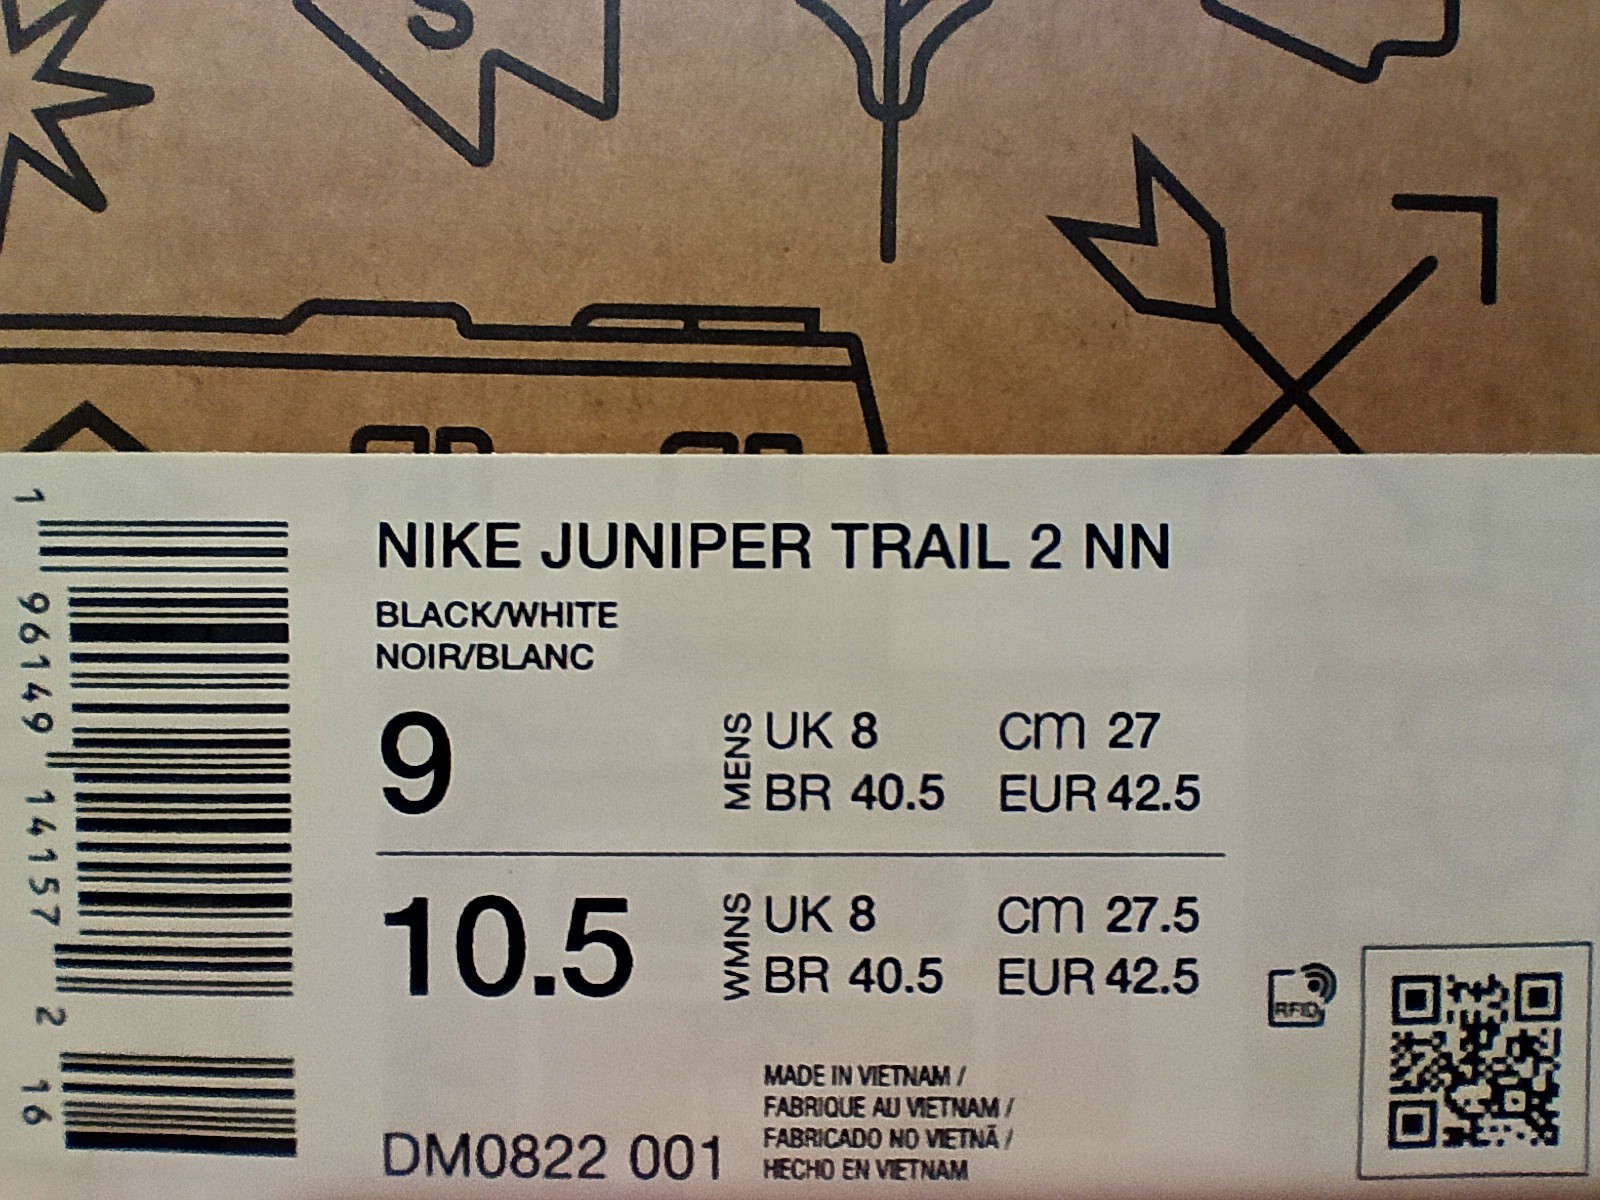 S
1 96149 14157 2 16
NIKE JUNIPER TRAIL 2 NN
BLACK/WHITE
NOIR/BLANC
9
MENS
UK 8 CM 27
BR 40.5 EUR 42.5
10.5
WMNS
UK 8 CM 27.5
BR 40.5 EUR 42.5
RFID
MADE IN VIETNAM /
FABRIQUE AU VIETNAM /
FABRICADO NO VIETNÃ /
HECHO EN VIETNAM
DM0822 001